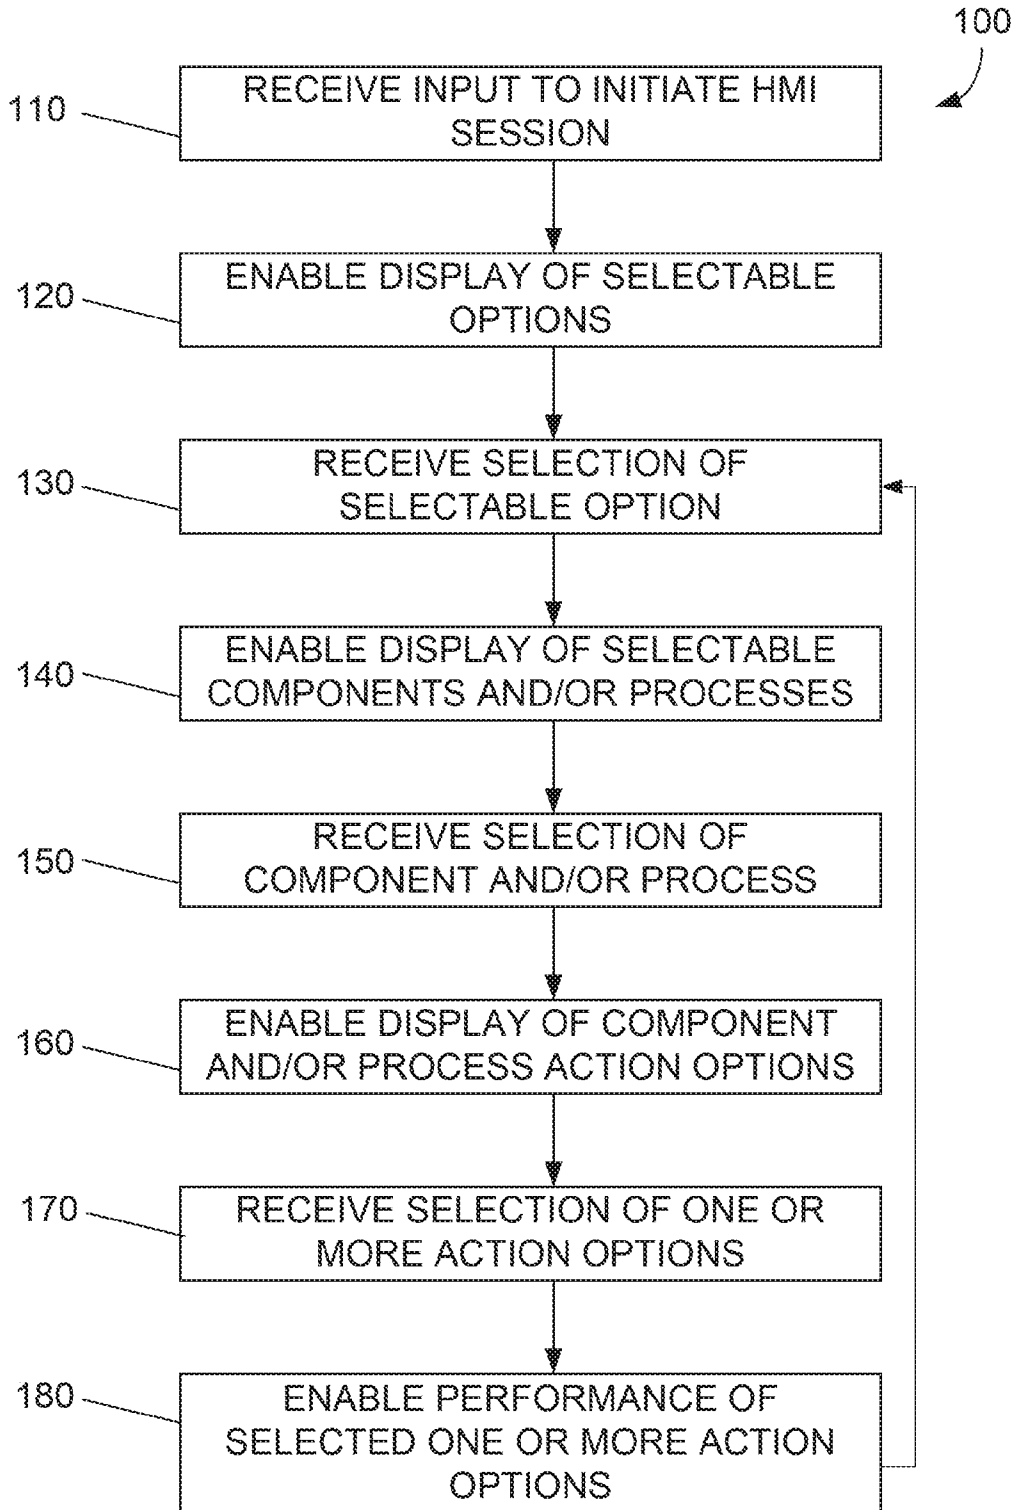 100
110
RECEIVE INPUT TO INITIATE HMI
SESSION
120
ENABLE DISPLAY OF SELECTABLE
OPTIONS
130
RECEIVE SELECTION OF
SELECTABLE OPTION
140
ENABLE DISPLAY OF SELECTABLE
COMPONENTS AND/OR PROCESSES
150
RECEIVE SELECTION OF
COMPONENT AND/OR PROCESS
160
ENABLE DISPLAY OF COMPONENT
AND/OR PROCESS ACTION OPTIONS
170
RECEIVE SELECTION OF ONE OR
MORE ACTION OPTIONS
180
ENABLE PERFORMANCE OF
SELECTED ONE OR MORE ACTION
OPTIONS